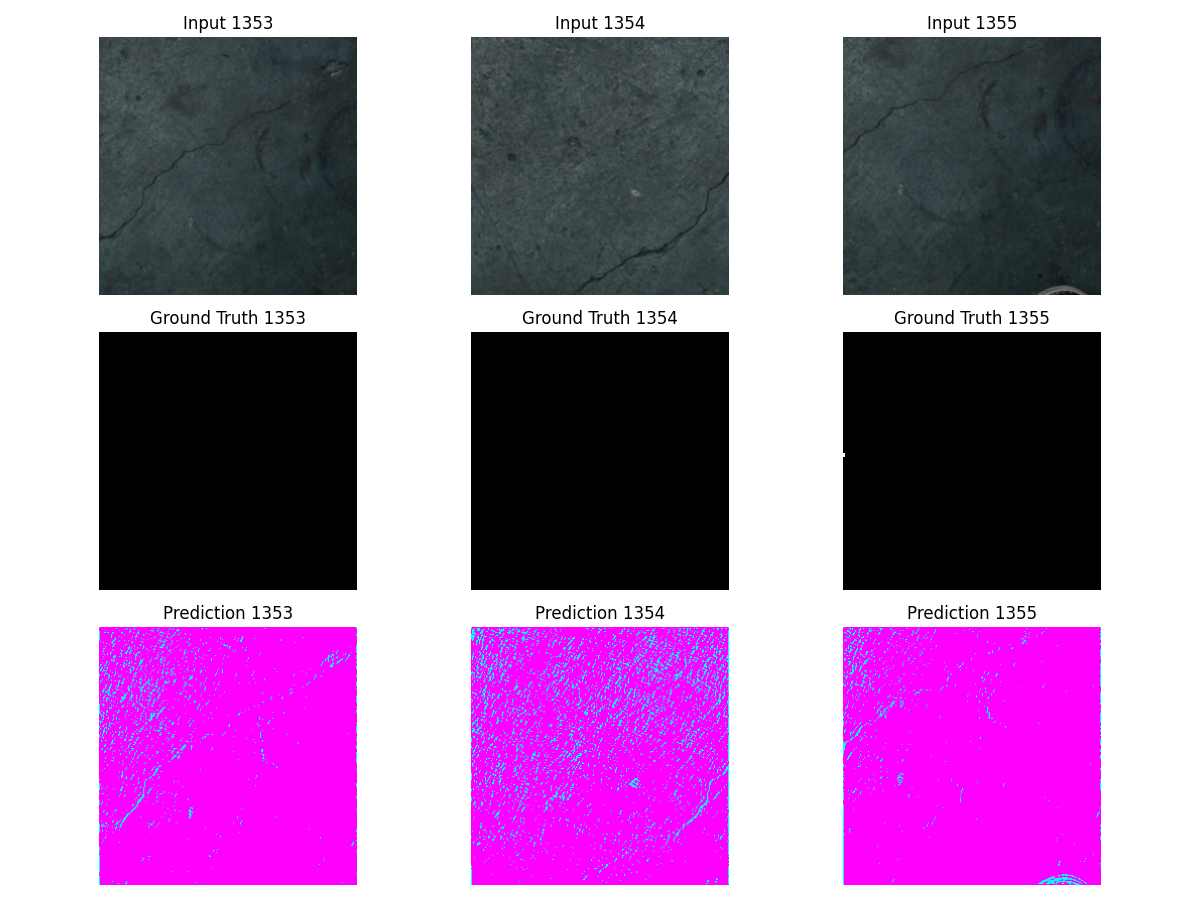 Input 1353
Input 1354
Input 1355
Ground Truth 1353
Ground Truth 1354
Ground Truth 1355
Prediction 1353
Prediction 1354
Prediction 1355